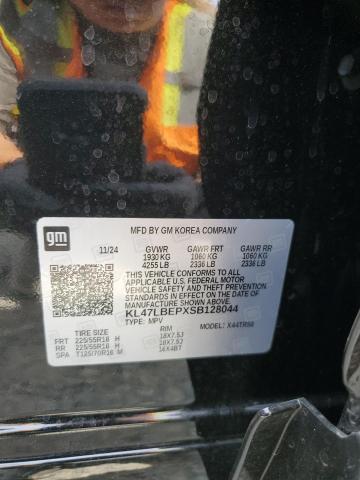 gm
MFD BY GM KOREA COMPANY
11/24 GVWR GAWR FRT GAWR RR
1930 KG 1060 KG 1060 KG
4255 LB 2336 LB 2336 LB
THIS VEHICLE CONFORMS TO ALL
APPLICABLE U.S. FEDERAL MOTOR
VEHICLE SAFETY, BUMPER, AND THEFT
PREVENTION STANDARDS IN EFFECT ON
THE DATE OF MANUFACTURE SHOWN ABOVE.
KL47LBEPXSB128044
TYPE: MPV MODEL: X44TR58
TIRE SIZE RIM
FRT 225/55R18 H 18X7.5J
RR 225/55R18 H 18X7.5J
SPA T125/70R16 M 16X4BT